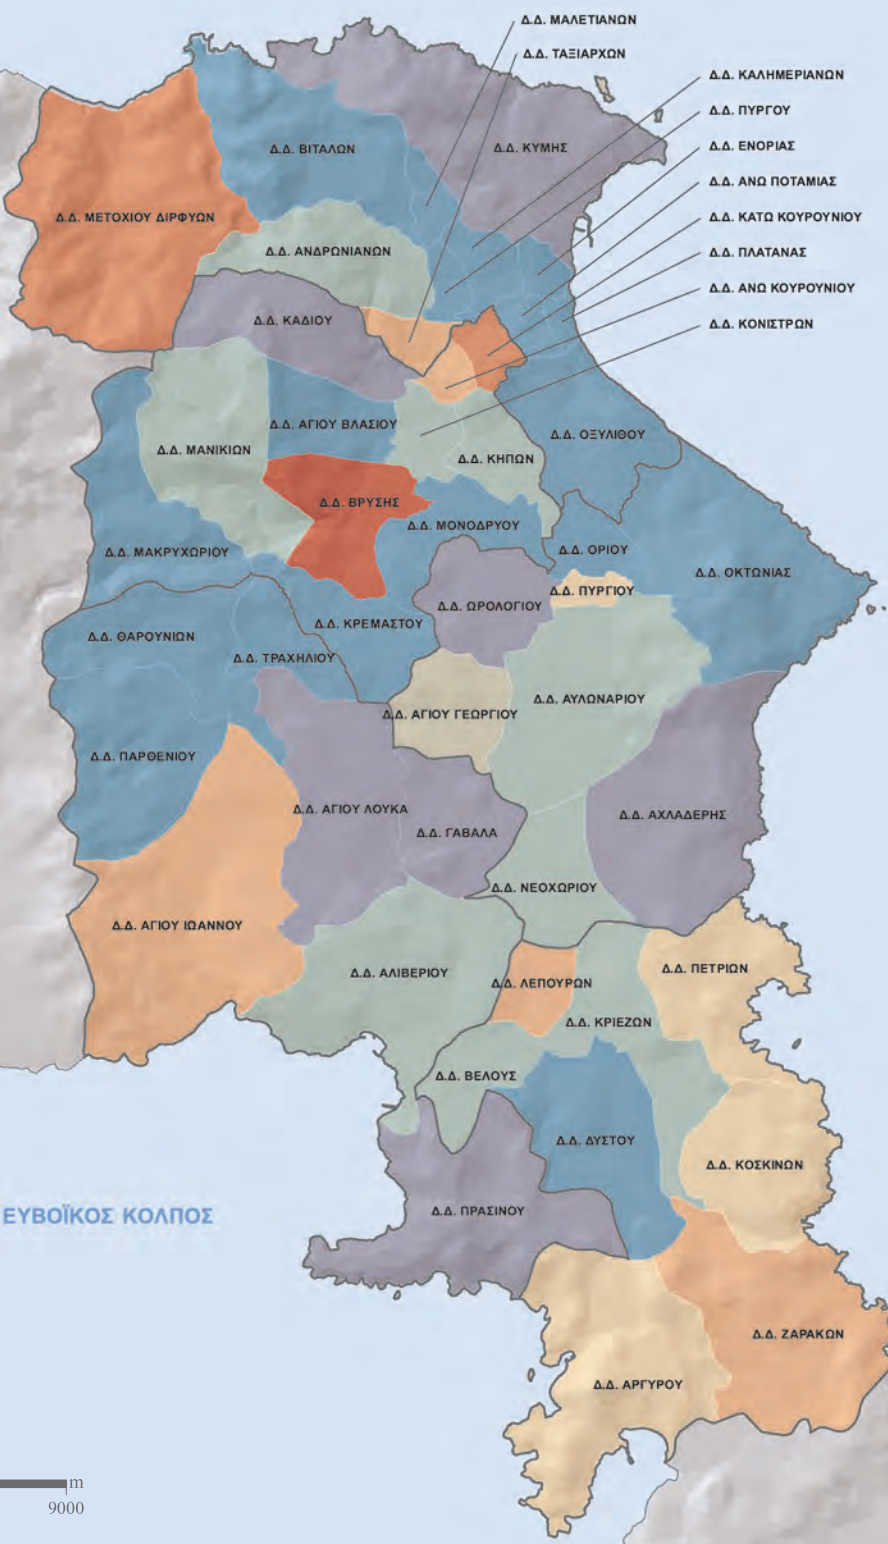 Δ.Δ. ΜΑΛΕΤΙΑΝΩΝ
Δ.Δ. ΤΑΞΙΑΡΧΩΝ
Δ.Δ. ΚΑΛΗΜΕΡΙΑΝΩΝ
Δ.Δ. ΠΥΡΓΟΥ
Δ.Δ. ΕΝΟΡΙΑΣ
Δ.Δ. ΑΝΩ ΠΟΤΑΜΙΑΣ
Δ.Δ. ΚΑΤΩ ΚΟΥΡΟΥΝΙΟΥ
Δ.Δ. ΠΛΑΤΑΝΑΣ
Δ.Δ. ΑΝΩ ΚΟΥΡΟΥΝΙΟΥ
Δ.Δ. ΚΟΝΙΣΤΡΩΝ
Δ.Δ. ΒΙΤΑΛΩΝ
Δ.Δ. ΚΥΜΗΣ
Δ.Δ. ΜΕΤΟΧΙΟΥ ΔΙΡΦΥΩΝ
Δ.Δ. ΑΝΔΡΩΝΙΑΝΩΝ
Δ.Δ. ΚΑΔΙΟΥ
Δ.Δ. ΑΓΙΟΥ ΒΛΑΣΙΟΥ
Δ.Δ. ΟΞΥΛΙΘΟΥ
Δ.Δ. ΜΑΝΙΚΙΩΝ
Δ.Δ. ΚΗΠΩΝ
Δ.Δ. ΒΡΥΣΗΣ
Δ.Δ. ΜΟΝΟΔΡΥΟΥ
Δ.Δ. ΜΑΚΡΥΧΩΡΙΟΥ
Δ.Δ. ΟΡΙΟΥ
Δ.Δ. ΟΚΤΩΝΙΑΣ
Δ.Δ. ΠΥΡΓΙΟΥ
Δ.Δ. ΩΡΟΛΟΓΙΟΥ
Δ.Δ. ΚΡΕΜΑΣΤΟΥ
Δ.Δ. ΘΑΡΟΥΝΙΩΝ
Δ.Δ. ΤΡΑΧΗΛΙΟΥ
Δ.Δ. ΑΥΛΩΝΑΡΙΟΥ
Δ.Δ. ΑΓΙΟΥ ΓΕΩΡΓΙΟΥ
Δ.Δ. ΠΑΡΘΕΝΙΟΥ
Δ.Δ. ΑΓΙΟΥ ΛΟΥΚΑ
Δ.Δ. ΑΧΛΑΔΕΡΗΣ
Δ.Δ. ΓΑΒΑΛΑ
Δ.Δ. ΝΕΟΧΩΡΙΟΥ
Δ.Δ. ΑΓΙΟΥ ΙΩΑΝΝΟΥ
Δ.Δ. ΑΛΙΒΕΡΙΟΥ
Δ.Δ. ΠΕΤΡΙΩΝ
Δ.Δ. ΛΕΠΟΥΡΩΝ
Δ.Δ. ΚΡΙΕΖΩΝ
Δ.Δ. ΒΕΛΟΥΣ
Δ.Δ. ΔΥΣΤΟΥ
Δ.Δ. ΚΟΣΚΙΝΩΝ
Δ.Δ. ΠΡΑΣΙΝΟΥ
ΕΥΒΟΪΚΟΣ ΚΟΛΠΟΣ
Δ.Δ. ΖΑΡΑΚΩΝ
Δ.Δ. ΑΡΓΥΡΟΥ
m
9000